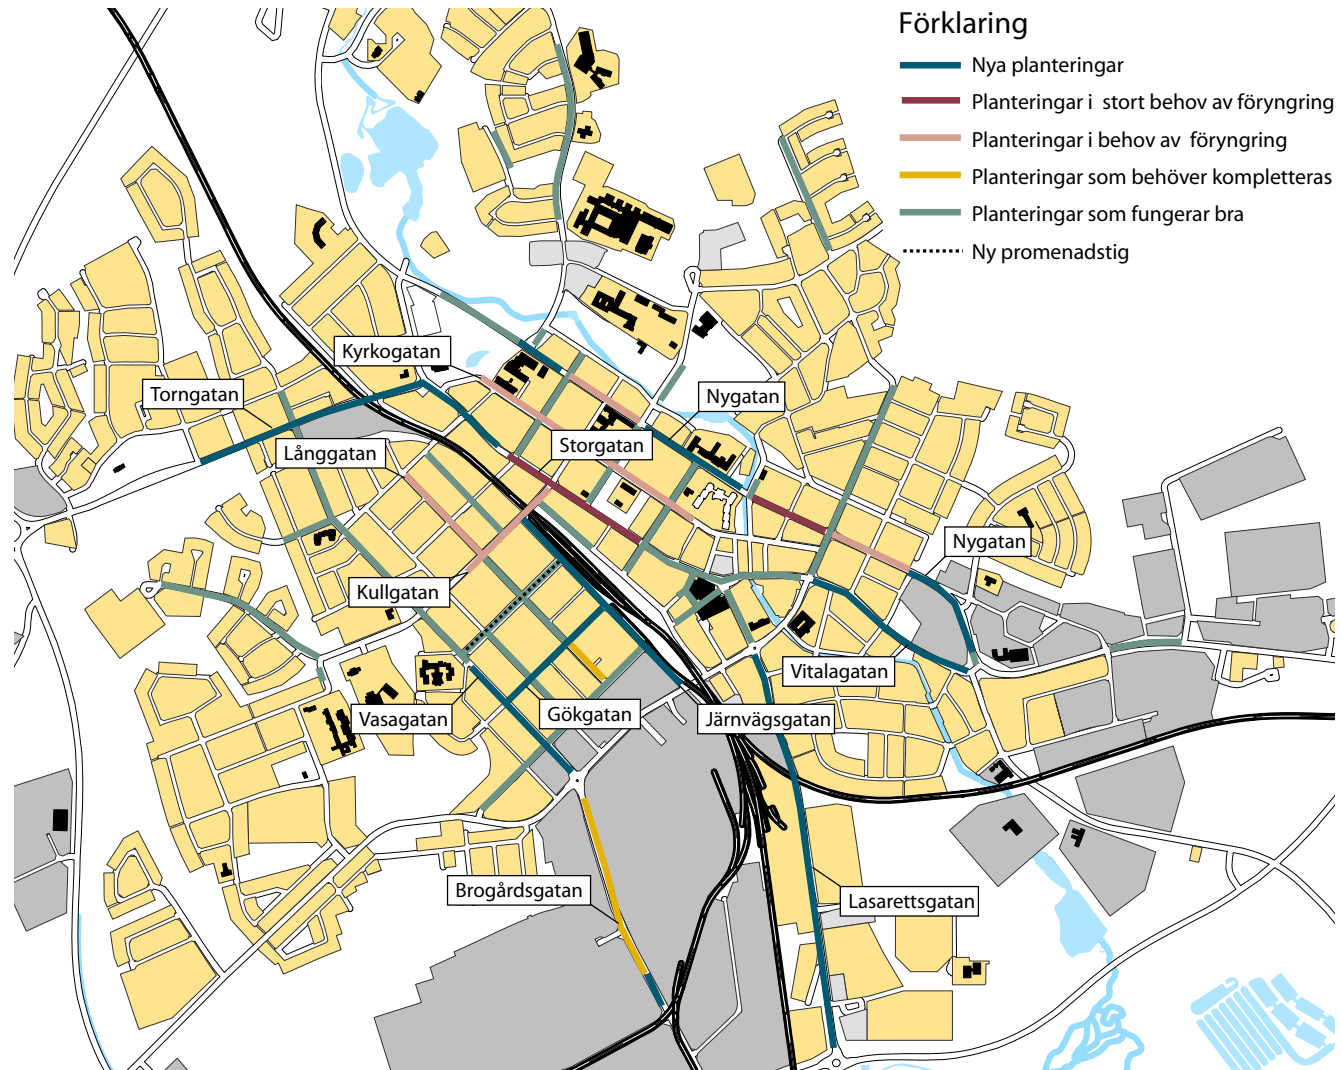 Förklaring
Nya planteringar
Planteringar i stort behov av föryngring
Planteringar i behov av föryngring
Planteringar som behöver kompletteras
Planteringar som fungerar bra
Ny promenadstig
Kyrkogatan
Torngatan
Nygatan
Storgatan
Långgatan
Nygatan
Kullgatan
Vitalagatan
Vasagatan
Gökgatan
Järnvägsgatan
Brogårdsgatan
Lasarettsgatan